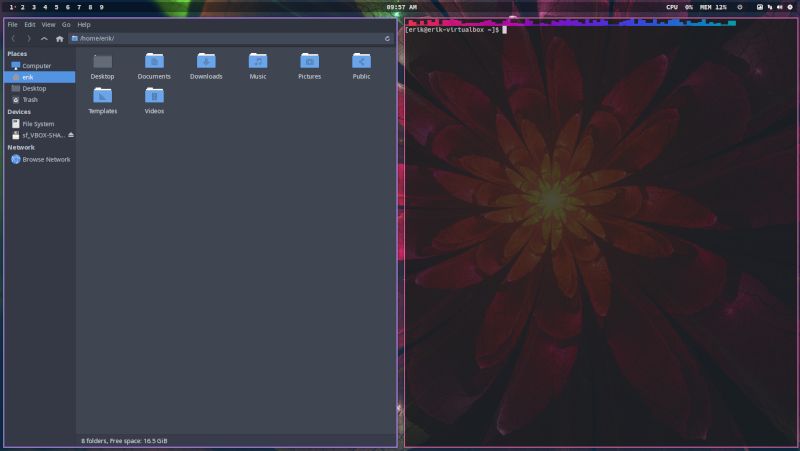 1 2 3 4 5 6 7 8 9
09:57 AM
CPU 0% MEM 12%
File Edit View Go Help
/home/erik/
Places
Computer
erik
Desktop
Trash
Devices
File System
sf_VBOX-SHA...
Network
Browse Network
Desktop Documents Downloads Music Pictures Public
Templates Videos
8 folders, Free space: 16.5 GiB
[erik@erik-virtualbox ~]$